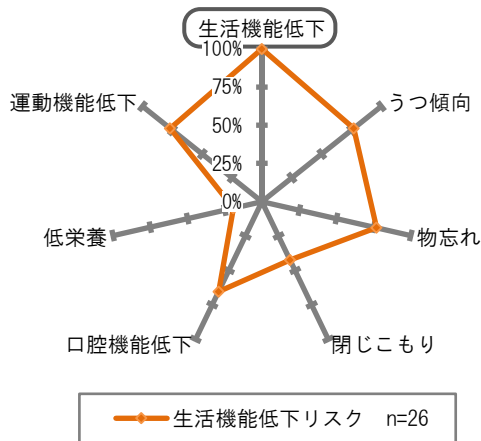 生活機能低下
100%
75%
50%
25%
0%
うつ傾向
物忘れ
閉じこもり
口腔機能低下
低栄養
運動機能低下
生活機能低下リスク n=26